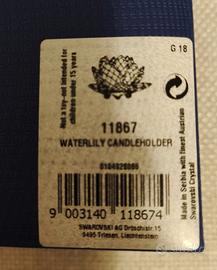 G 18
Not a toy-not intended for
children under 15 years
11867
WATERLILY CANDLEHOLDER
Made in Serbia with finest Austrian
Swarovski Crystal
9 003140 118674
SWAROVSKI AG Dröschistr. 15
9495 Triesen, Liechtenstein